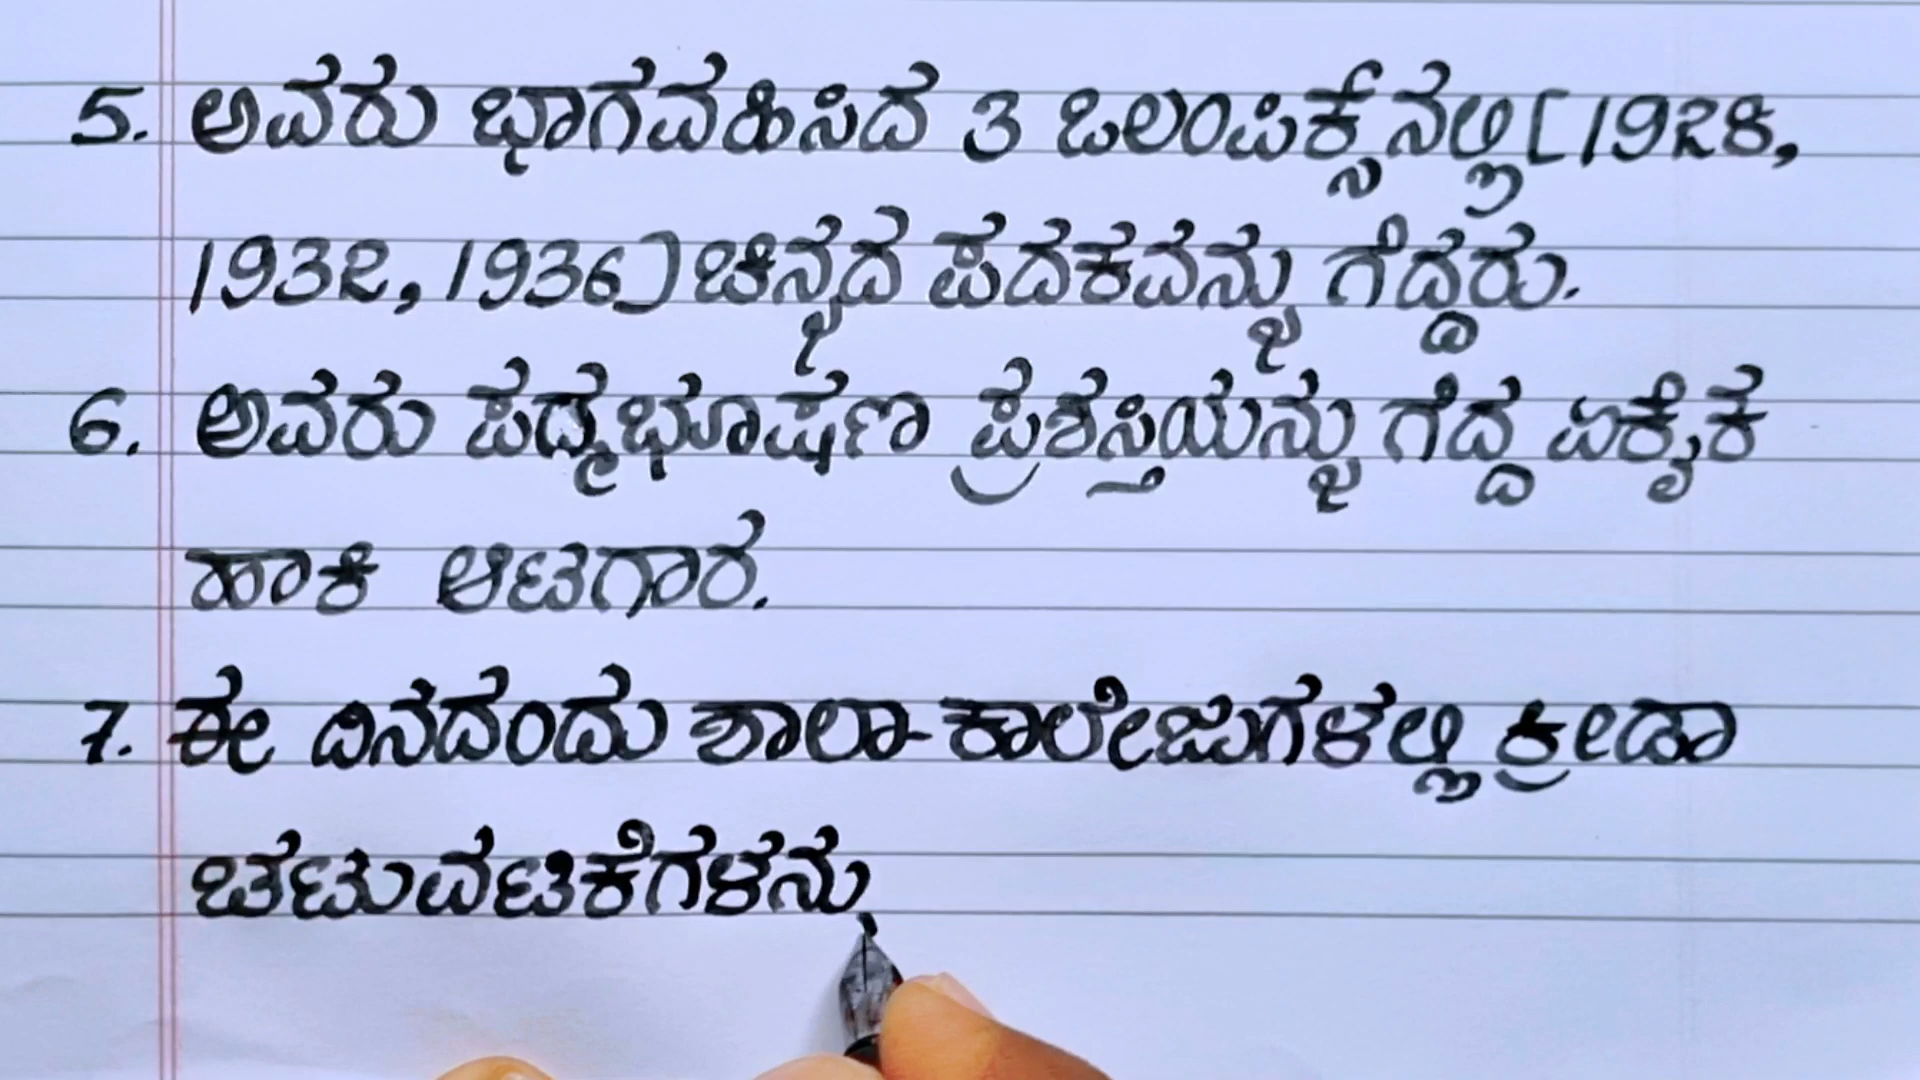 5. ಅವರು ಭಾಗವಹಿಸಿದ 3 ಒಲಂಪಿಕ್ಸ್‌ನಲ್ಲಿ [1928,
1932, 1936] ಚಿನ್ನದ ಪದಕವನ್ನು ಗೆದ್ದರು.
6. ಅವರು ಪದ್ಮಭೂಷಣ ಪ್ರಶಸ್ತಿಯನ್ನು ಗೆದ್ದ ಏಕೈಕ
ಹಾಕಿ ಆಟಗಾರ.
7. ಈ ದಿನದಂದು ಶಾಲಾ-ಕಾಲೇಜುಗಳಲ್ಲಿ ಕ್ರೀಡಾ
ಚಟುವಟಿಕೆಗಳನು